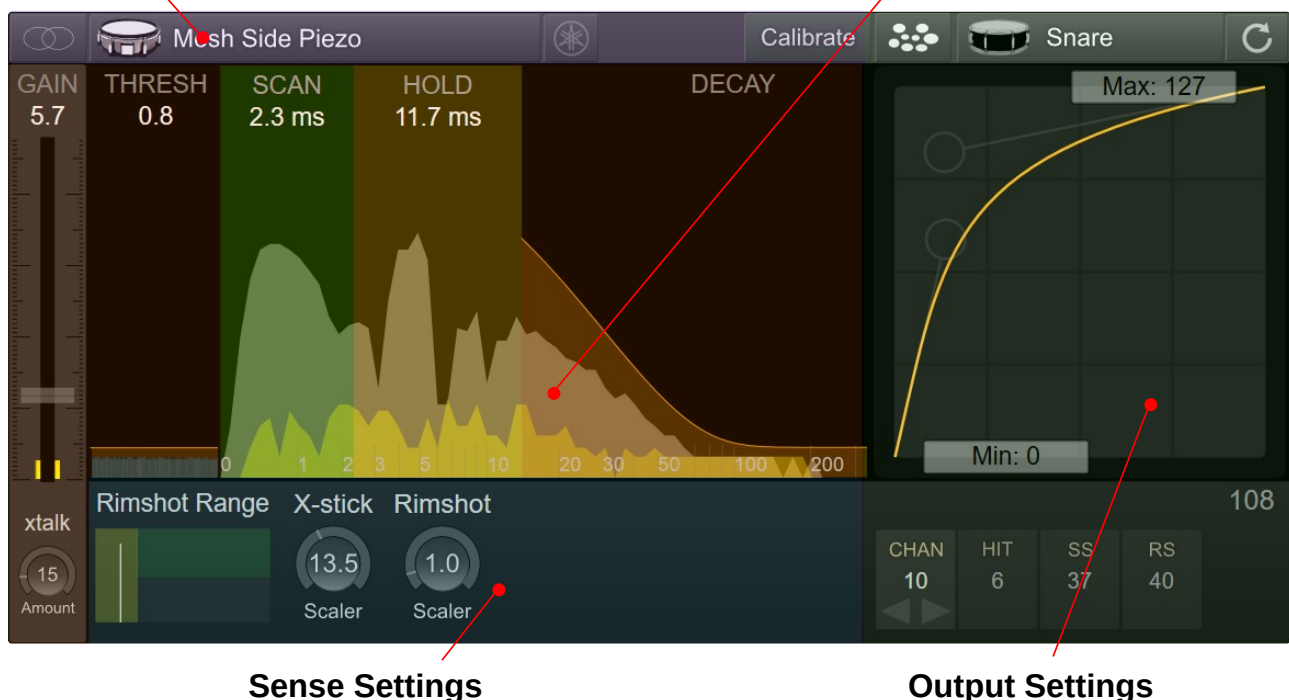 Mesh Side Piezo
Calibrate
Snare
GAIN
5.7
THRESH
0.8
SCAN
2.3 ms
HOLD
11.7 ms
DECAY
Max: 127
Min: 0
0 1 2 3 5 10 20 30 50 100 200
xtalk
15
Amount
Rimshot Range
X-stick
13.5
Scaler
Rimshot
1.0
Scaler
108
CHAN HIT SS RS
10 6 37 40
Sense Settings
Output Settings